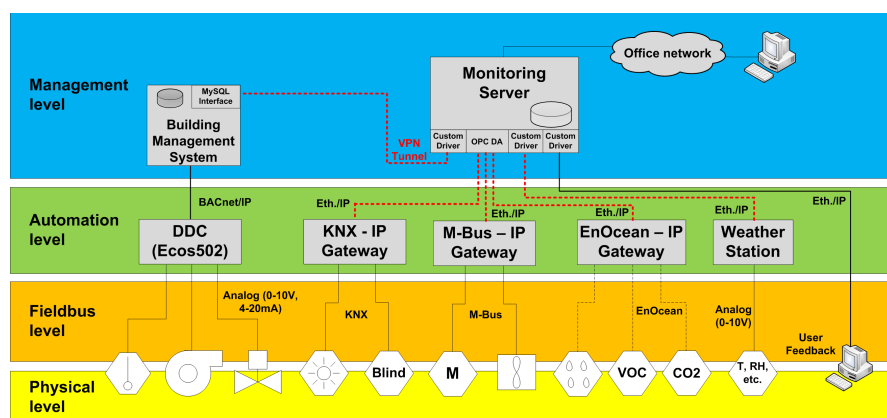 Management
level
MySQL
Interface
Building
Management
System
VPN
Tunnel
Monitoring
Server
Custom
Driver
OPC DA
Custom
Driver
Custom
Driver
Office network
BACnet/IP
Eth./IP
Eth./IP
Eth./IP
Eth./IP
Eth./IP
Automation
level
DDC
(Ecos502)
KNX - IP
Gateway
M-Bus – IP
Gateway
EnOcean – IP
Gateway
Weather
Station
Fieldbus
level
Analog (0-10V,
4-20mA)
KNX
M-Bus
EnOcean
Analog
(0-10V)
User
Feedback
Physical
level
Blind
M
VOC
CO2
T, RH,
etc.